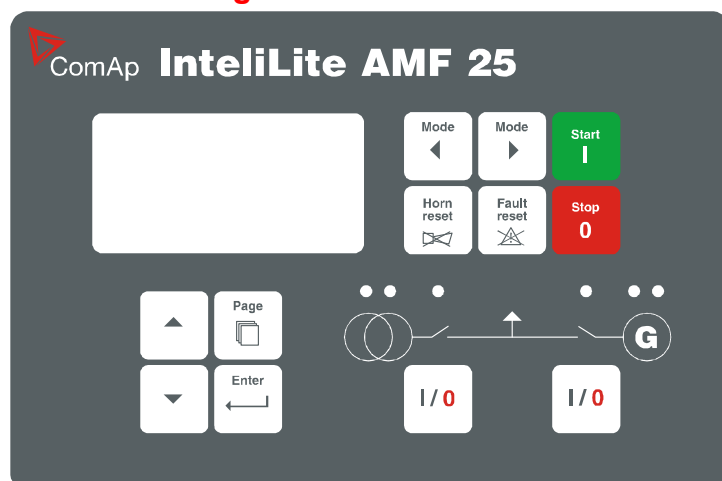 ComAp InteliLite AMF 25
Mode Mode Start
I
Horn reset
Fault reset
Stop
0
Page
Enter
G
I/0 I/0